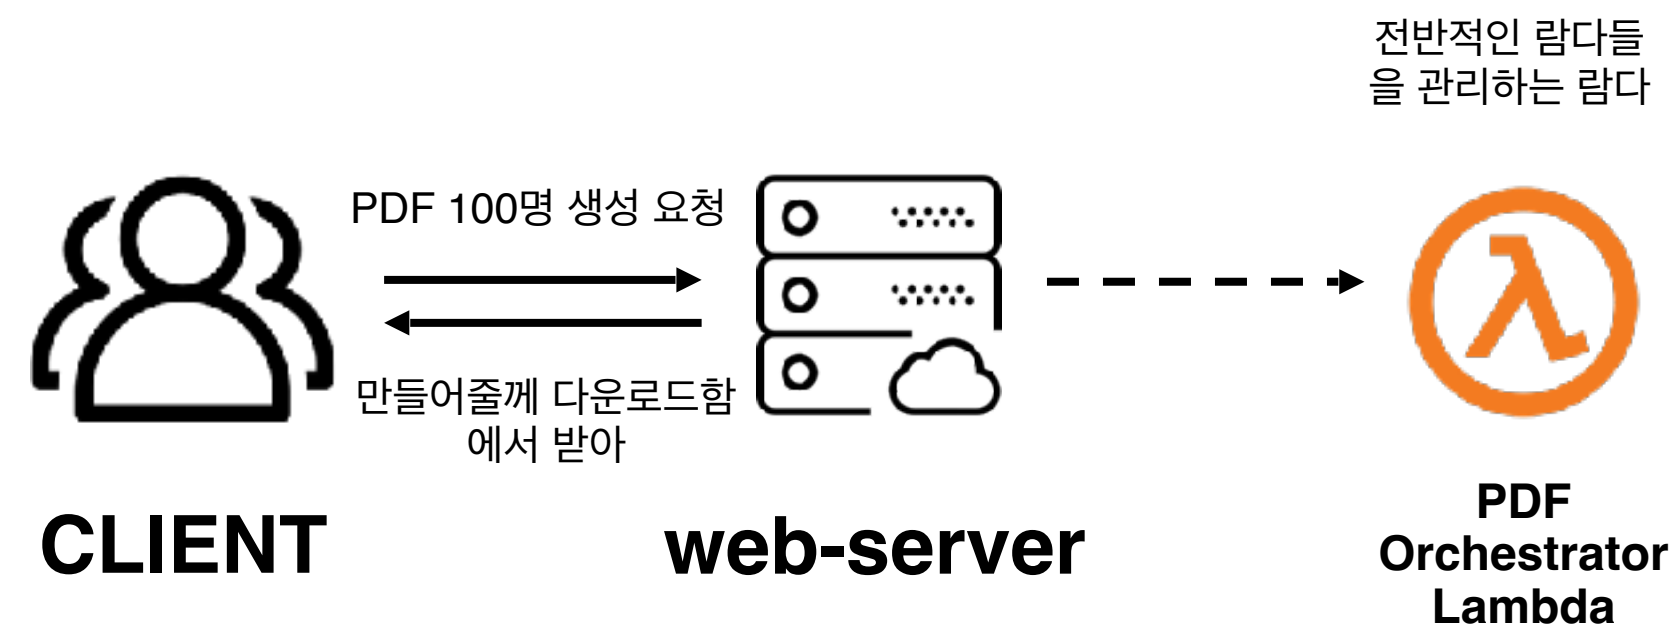 전반적인 람다들
을 관리하는 람다
PDF 100명 생성 요청
만들어줄께 다운로드함
에서 받아
CLIENT
web-server
PDF
Orchestrator
Lambda